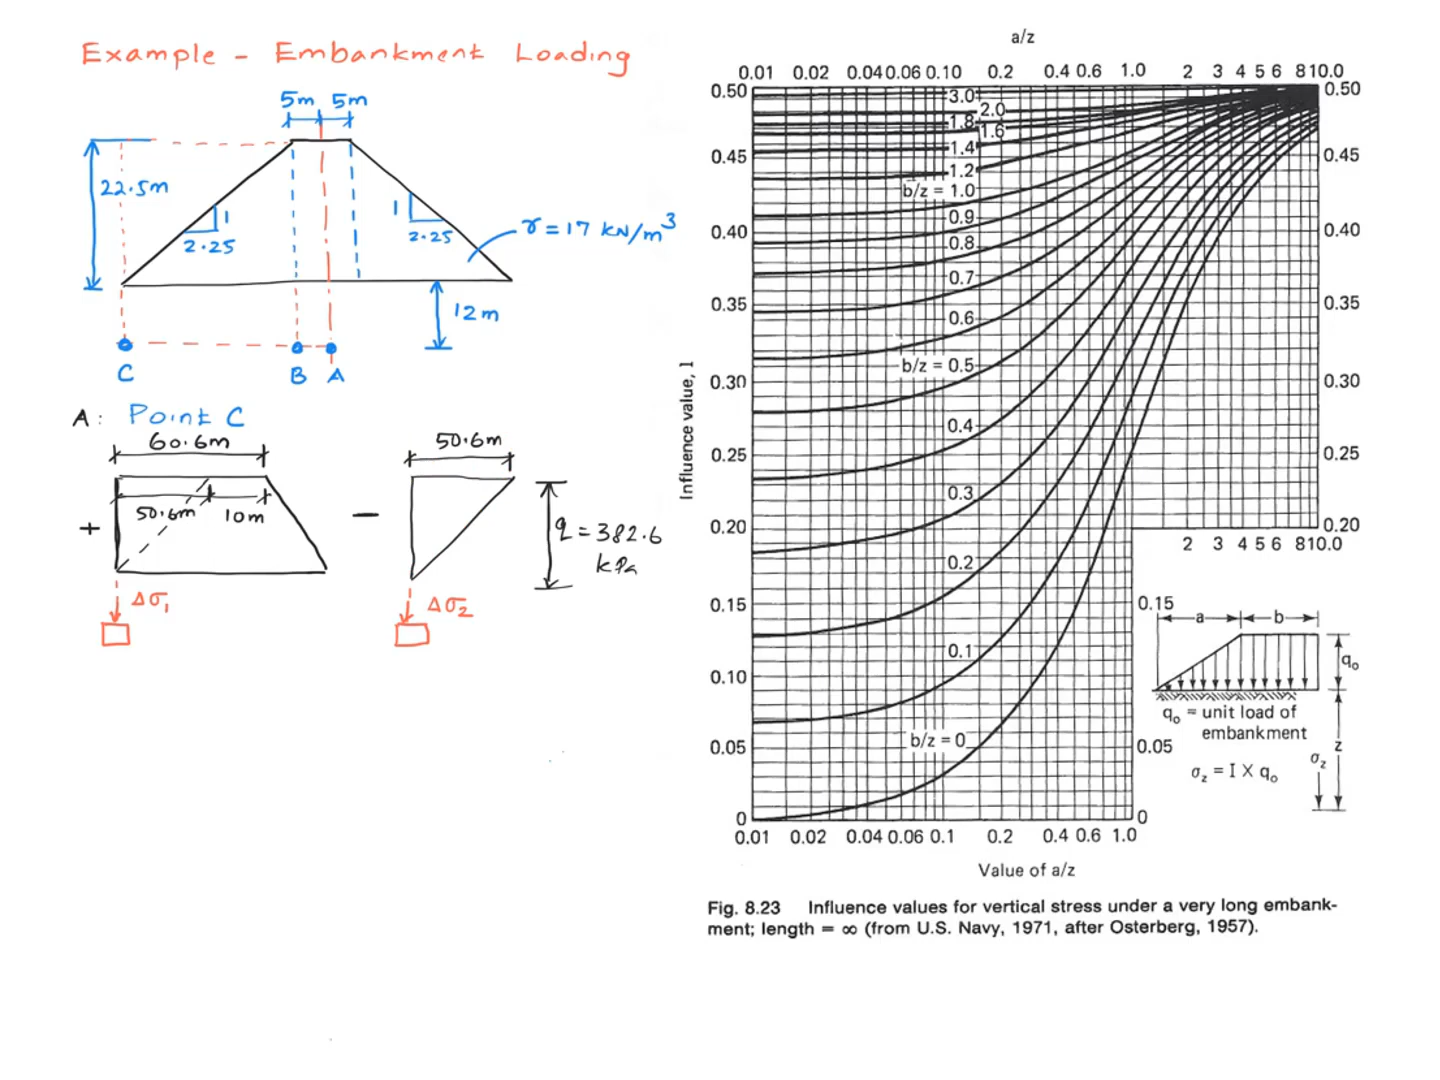 Example - Embankment Loading
5m 5m
22.5m
1
2.25
1
2.25
γ = 17 kN/m³
12m
C B A
A: Point C
60.6m
50.6m 10m
+
Δσ₁
−
50.6m
q = 382.6
kPa
Δσ₂
a/z
0.01 0.02 0.04 0.06 0.10 0.2 0.4 0.6 1.0 2 3 4 5 6 8 10.0
0.50
0.45
0.40
0.35
0.30
0.25
0.20
0.15
0.10
0.05
0
Influence value, I
3.0
2.0
1.8
1.6
1.4
1.2
b/z = 1.0
0.9
0.8
0.7
0.6
b/z = 0.5
0.4
0.3
0.2
0.1
b/z = 0
0.50
0.45
0.40
0.35
0.30
0.25
0.20
2 3 4 5 6 8 10.0
0.15
0.05
0
a b
q₀
q₀ = unit load of
embankment
z
σz
σz = I X q₀
0.01 0.02 0.04 0.06 0.1 0.2 0.4 0.6 1.0
Value of a/z
Fig. 8.23 Influence values for vertical stress under a very long embank-
ment; length = ∞ (from U.S. Navy, 1971, after Osterberg, 1957).